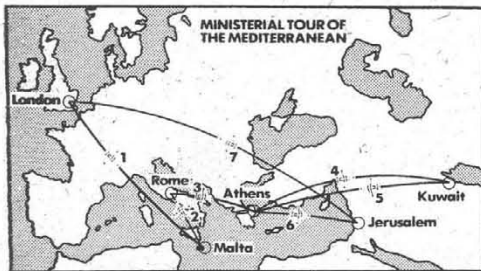 MINISTERIAL TOUR OF
THE MEDITERRANEAN
London
1
7
Rome
3
Athens
4
5
Kuwait
2
6
Jerusalem
Malta